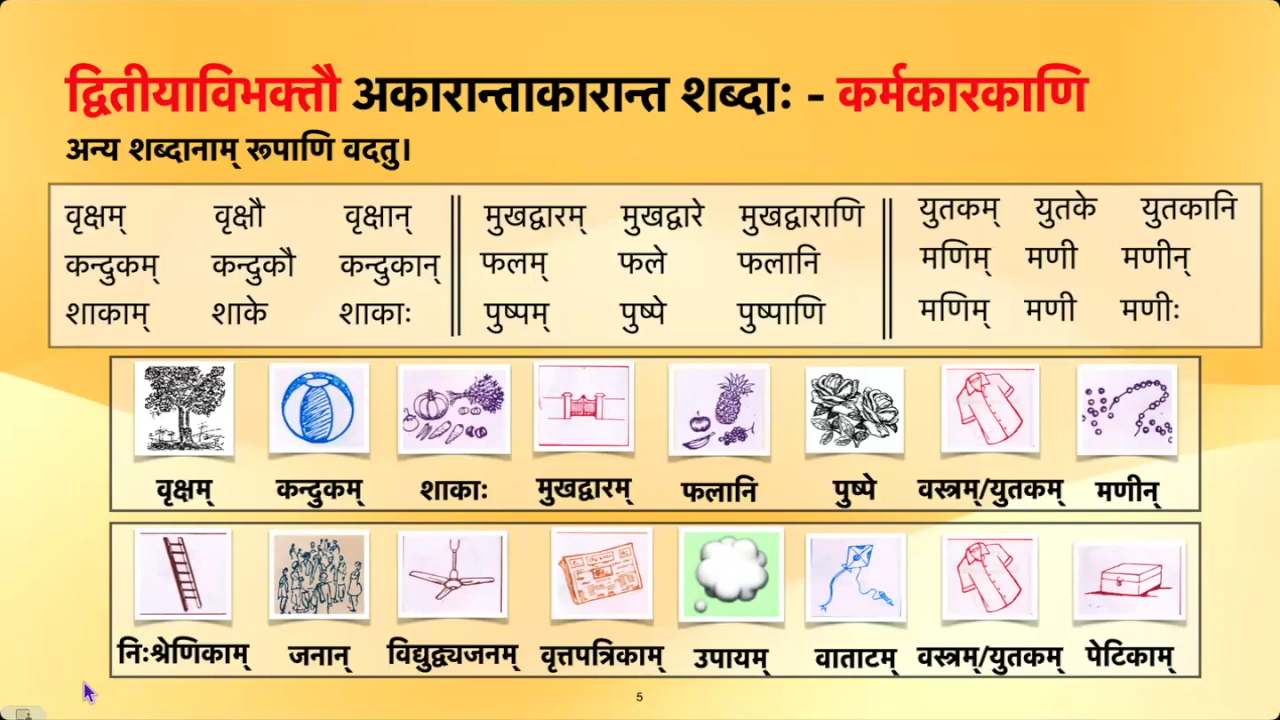 द्वितीयाविभक्तौ अकारान्ताकारान्त शब्दाः - कर्मकारकाणि
अन्य शब्दानाम् रूपाणि वदतु।
वृक्षम् वृक्षौ वृक्षान् मुखद्वारम् मुखद्वारे मुखद्वाराणि युतकम् युतके युतकानि
कन्दुकम् कन्दुकौ कन्दुकान् फलम् फले फलानि मणिम् मणी मणीन्
शाकाम् शाके शाकाः पुष्पम् पुष्पे पुष्पाणि मणिम् मणी मणीः
वृक्षम् कन्दुकम् शाकाः मुखद्वारम् फलानि पुष्पे वस्त्रम्/युतकम् मणीन्
निःश्रेणिकाम् जनान् विद्युद्व्यजनम् वृत्तपत्रिकाम् उपायम् वाताटम् वस्त्रम्/युतकम् पेटिकाम्
5